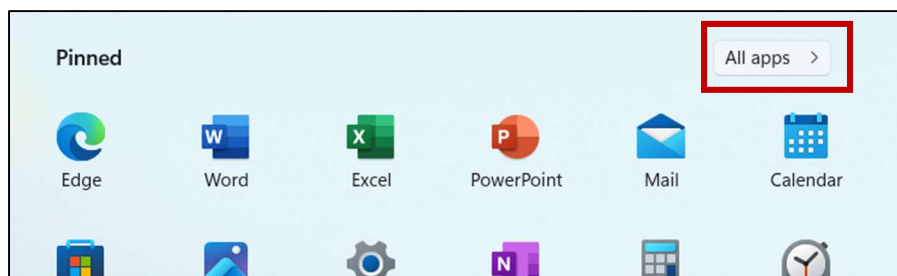 Pinned
All apps >
W
X
P
Edge
Word
Excel
PowerPoint
Mail
Calendar
N